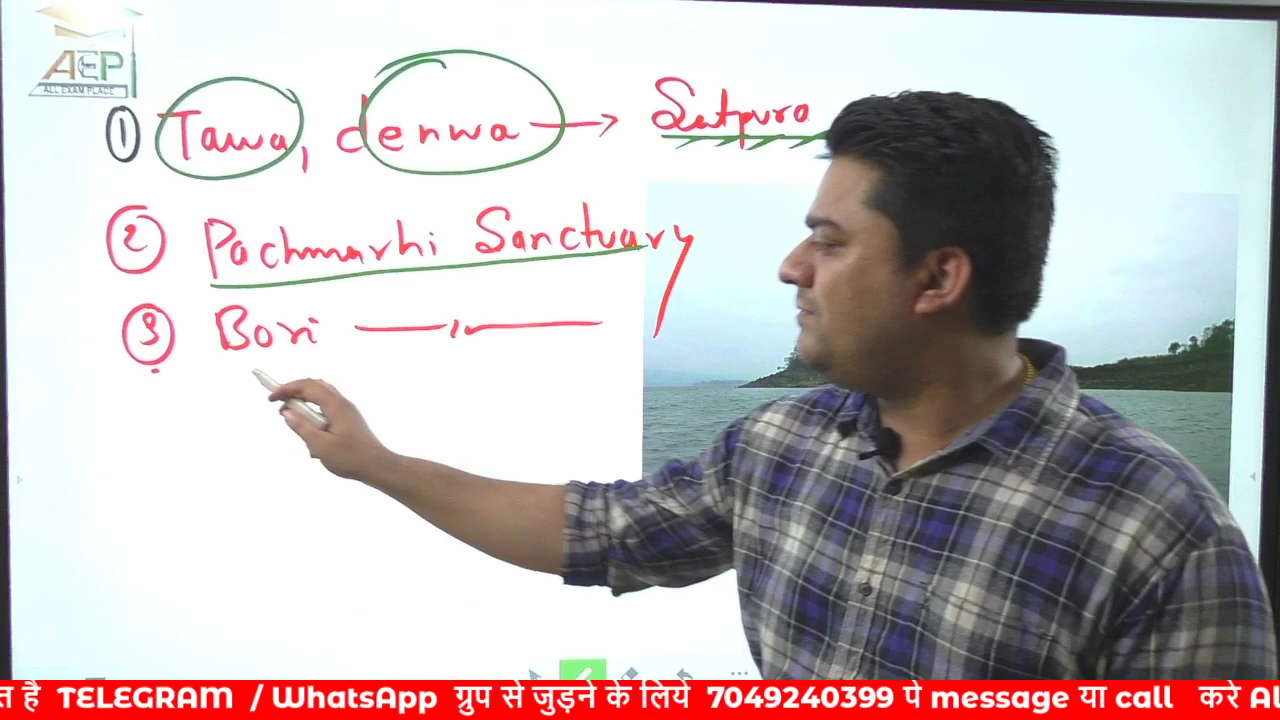 AEP
ALL EXAM PLACE
① Tawa, denwa → Satpura
② Pachmarhi Sanctuary
③ Bori —— " ——
त है TELEGRAM / WhatsApp ग्रुप से जुड़ने के लिये 7049240399 पे message या call करे Al